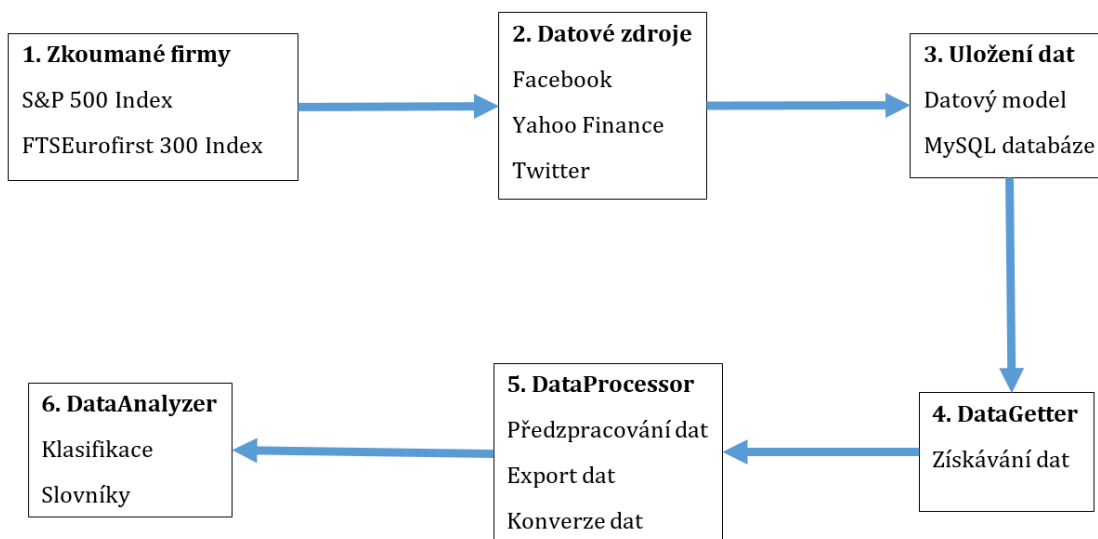 1. Zkoumané firmy
S&P 500 Index
FTSEurofirst 300 Index
2. Datové zdroje
Facebook
Yahoo Finance
Twitter
3. Uložení dat
Datový model
MySQL databáze
4. DataGetter
Získávání dat
5. DataProcessor
Předzpracování dat
Export dat
Konverze dat
6. DataAnalyzer
Klasifikace
Slovníky